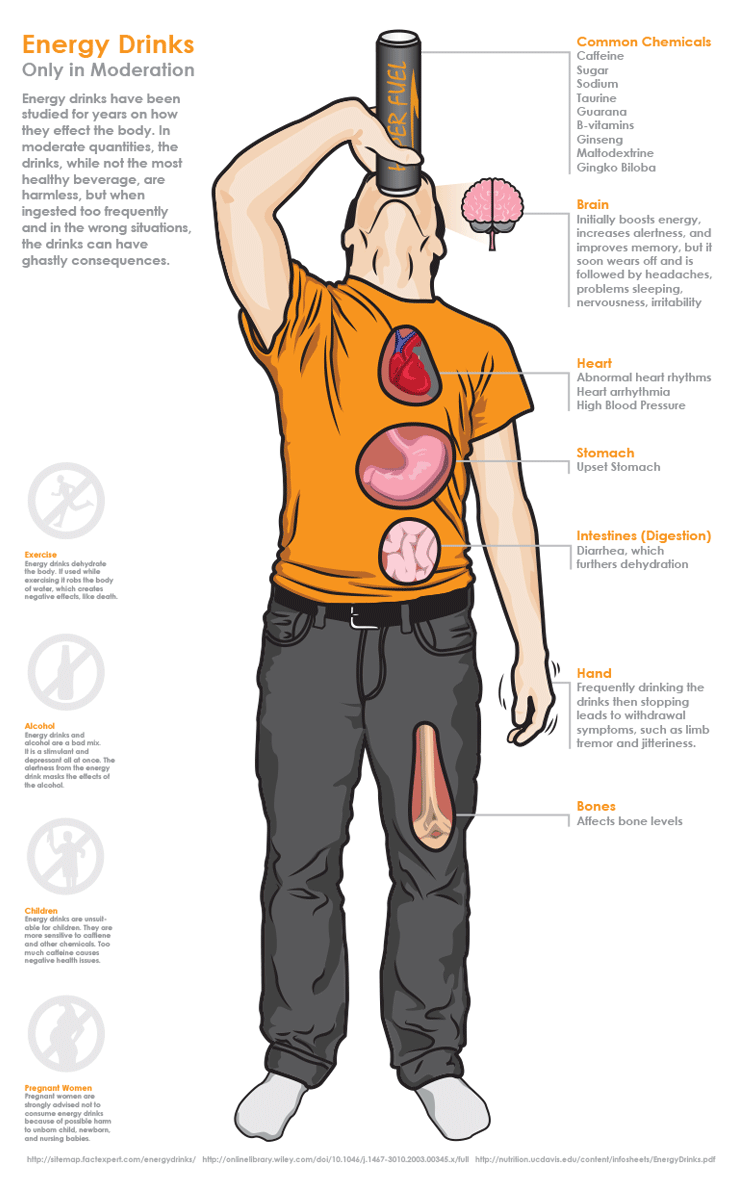 Energy Drinks
Only in Moderation
Energy drinks have been
studied for years on how
they effect the body. In
moderate quantities, the
drinks, while not the most
healthy beverage, are
harmless, but when
ingested too frequently
and in the wrong situations,
the drinks can have
ghastly consequences.
PER FUEL
Common Chemicals
Caffeine
Sugar
Sodium
Taurine
Guarana
B-vitamins
Ginseng
Maltodextrine
Gingko Biloba
Brain
Initially boosts energy,
increases alertness, and
improves memory, but it
soon wears off and is
followed by headaches,
problems sleeping,
nervousness, irritability
Heart
Abnormal heart rhythms
Heart arrhythmia
High Blood Pressure
Stomach
Upset Stomach
Intestines (Digestion)
Diarrhea, which
furthers dehydration
Hand
Frequently drinking the
drinks then stopping
leads to withdrawal
symptoms, such as limb
tremor and jitteriness.
Bones
Affects bone levels
Exercise
Energy drinks dehydrate
the body. If used while
exercising it robs the body
of water, which creates
negative effects, like death.
Alcohol
Energy drinks and
alcohol are a bad mix.
It is a stimulant and
depressant all at once. The
alertness from the energy
drink masks the effects of
the alcohol.
Children
Energy drinks are unsuit-
able for children. They are
more sensitive to caffiene
and other chemicals. Too
much caffeine causes
negative health issues.
Pregnant Women
Pregnant women are
strongly advised not to
consume energy drinks
because of possible harm
to unborn child, newborn,
and nursing babies.
http://sitemap.factexpert.com/energydrinks/ http://onlinelibrary.wiley.com/doi/10.1046/j.1467-3010.2003.00345.x/full http://nutrition.ucdavis.edu/content/infosheets/EnergyDrinks.pdf